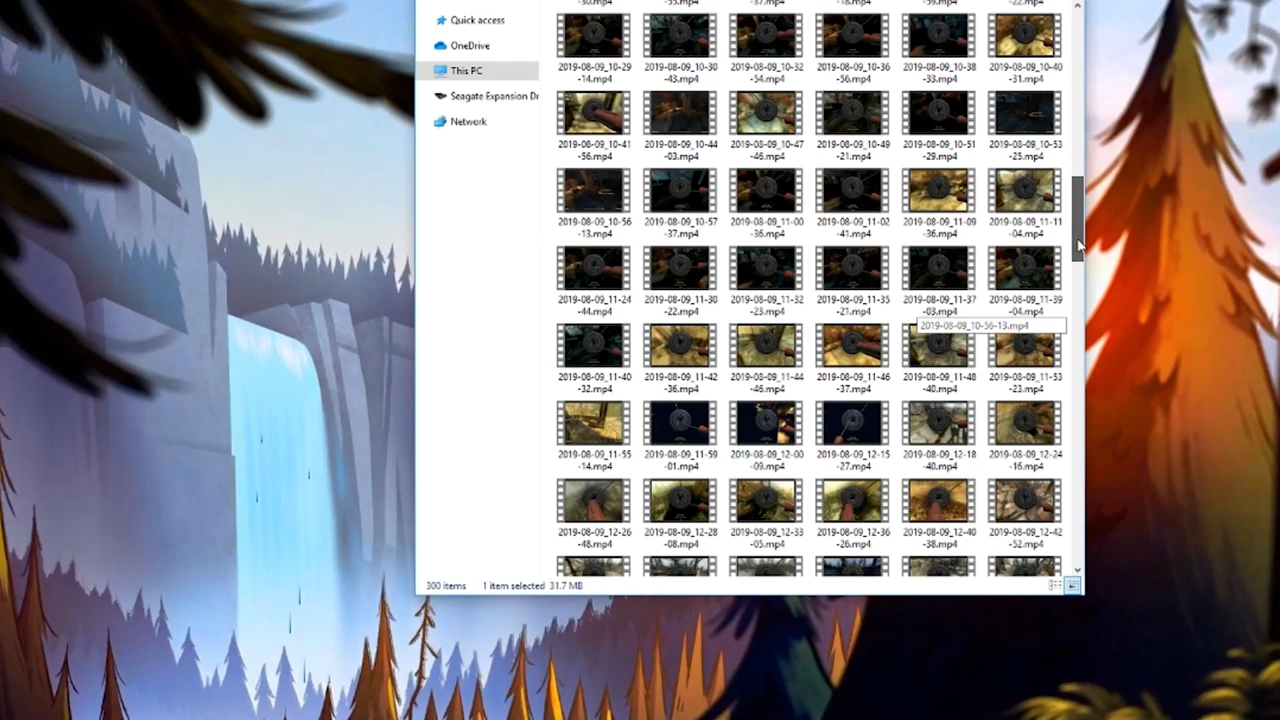 Quick access
OneDrive
This PC
Seagate Expansion Dr
Network
-30.mp4 -55.mp4 -37.mp4 -18.mp4 -59.mp4 -22.mp4
2019-08-09_10-29 2019-08-09_10-30 2019-08-09_10-32 2019-08-09_10-36 2019-08-09_10-38 2019-08-09_10-40
-14.mp4 -43.mp4 -54.mp4 -56.mp4 -33.mp4 -31.mp4
2019-08-09_10-41 2019-08-09_10-44 2019-08-09_10-47 2019-08-09_10-49 2019-08-09_10-51 2019-08-09_10-53
-56.mp4 -03.mp4 -46.mp4 -21.mp4 -29.mp4 -25.mp4
2019-08-09_10-56 2019-08-09_10-57 2019-08-09_11-00 2019-08-09_11-02 2019-08-09_11-09 2019-08-09_11-11
-13.mp4 -37.mp4 -36.mp4 -41.mp4 -36.mp4 -04.mp4
2019-08-09_11-24 2019-08-09_11-30 2019-08-09_11-32 2019-08-09_11-35 2019-08-09_11-37 2019-08-09_11-39
-44.mp4 -22.mp4 -23.mp4 -21.mp4 -03.mp4 -04.mp4
2019-08-09_10-56-13.mp4
2019-08-09_11-40 2019-08-09_11-42 2019-08-09_11-44 2019-08-09_11-46 2019-08-09_11-48 2019-08-09_11-53
-32.mp4 -36.mp4 -46.mp4 -37.mp4 -40.mp4 -23.mp4
2019-08-09_11-55 2019-08-09_11-59 2019-08-09_12-00 2019-08-09_12-15 2019-08-09_12-18 2019-08-09_12-24
-14.mp4 -01.mp4 -09.mp4 -27.mp4 -40.mp4 -16.mp4
2019-08-09_12-26 2019-08-09_12-28 2019-08-09_12-33 2019-08-09_12-36 2019-08-09_12-40 2019-08-09_12-42
-48.mp4 -08.mp4 -05.mp4 -26.mp4 -38.mp4 -52.mp4
300 items 1 item selected 31.7 MB